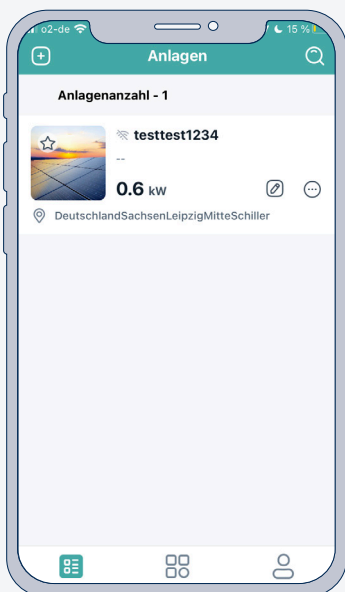 o2-de 15 %
Anlagen
Anlagenanzahl - 1
testtest1234
--
0.6 kW
DeutschlandSachsenLeipzigMitteSchiller